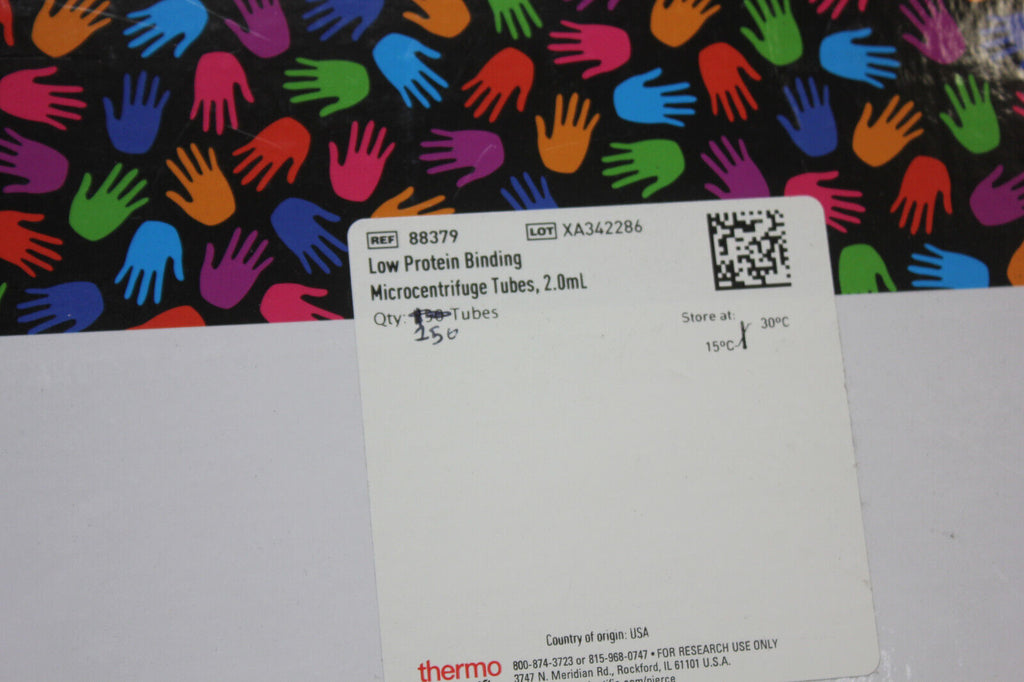 REF 88379
LOT XA342286
Low Protein Binding
Microcentrifuge Tubes, 2.0mL
Qty: Tubes
150
Store at:
30°C
15°C
Country of origin: USA
thermo
800-874-3723 or 815-968-0747 • FOR RESEARCH USE ONLY
3747 N. Meridian Rd., Rockford, IL 61101 U.S.A.